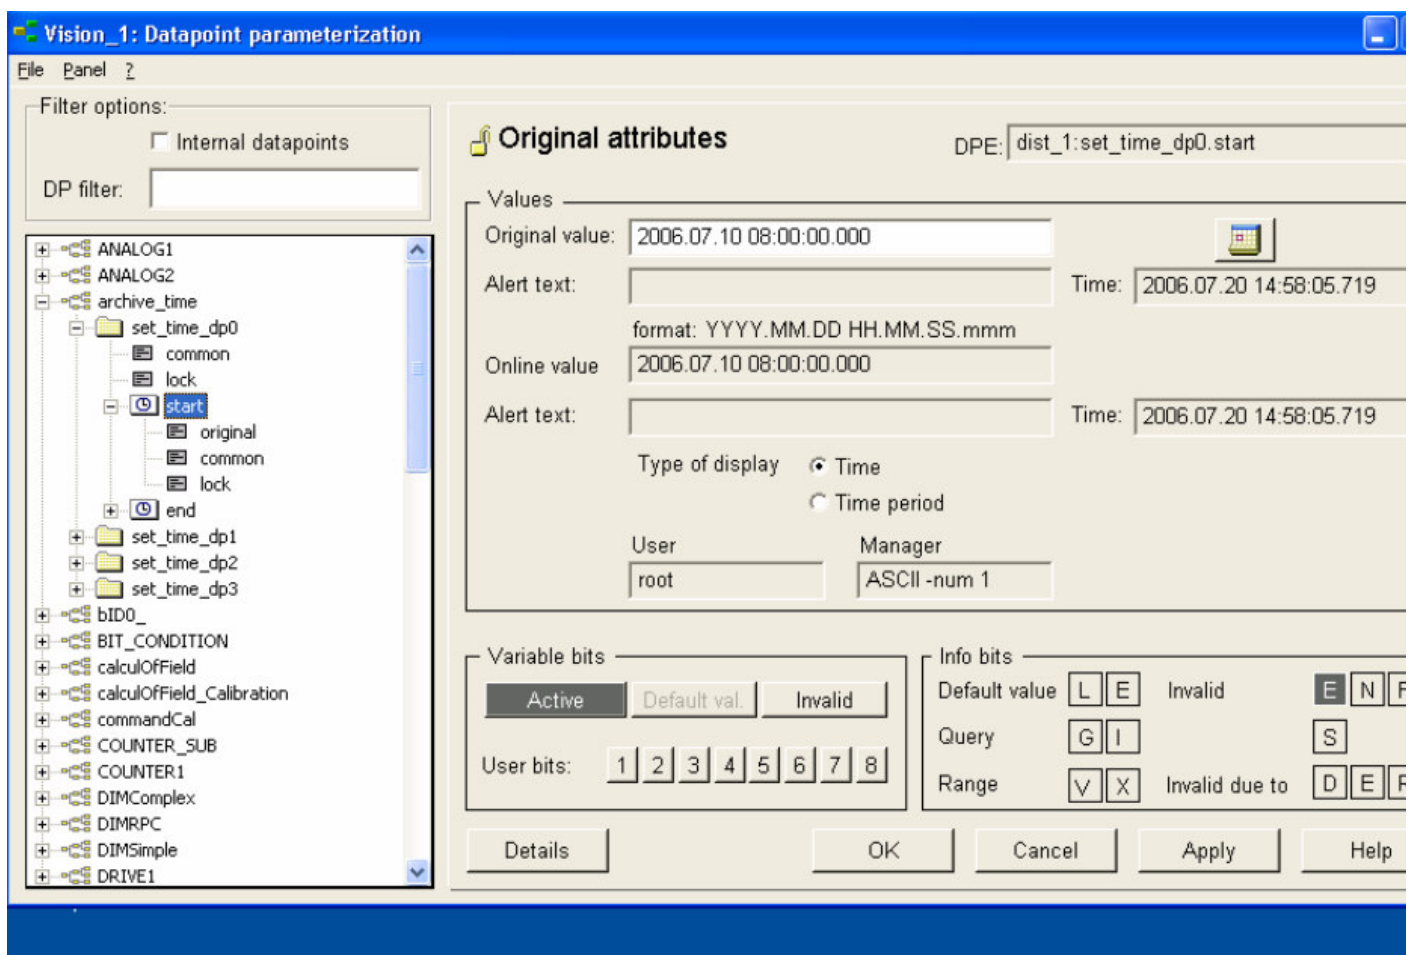 Vision_1: Datapoint parameterization
File Panel ?
Filter options:
Internal datapoints
DP filter:
ANALOG1
ANALOG2
archive_time
set_time_dp0
common
lock
start
original
common
lock
end
set_time_dp1
set_time_dp2
set_time_dp3
bID0_
BIT_CONDITION
calculOfField
calculOfField_Calibration
commandCal
COUNTER_SUB
COUNTER1
DIMComplex
DIMRPC
DIMSimple
DRIVE1
Original attributes
DPE: dist_1:set_time_dp0.start
Values
Original value: 2006.07.10 08:00:00.000
Alert text: Time: 2006.07.20 14:58:05.719
format: YYYY.MM.DD HH.MM.SS.mmm
Online value 2006.07.10 08:00:00.000
Alert text: Time: 2006.07.20 14:58:05.719
Type of display Time
Time period
User Manager
root ASCII -num 1
Variable bits
Active Default val. Invalid
User bits: 1 2 3 4 5 6 7 8
Info bits
Default value L E Invalid E N
Query G I S
Range V X Invalid due to D E
Details OK Cancel Apply Help